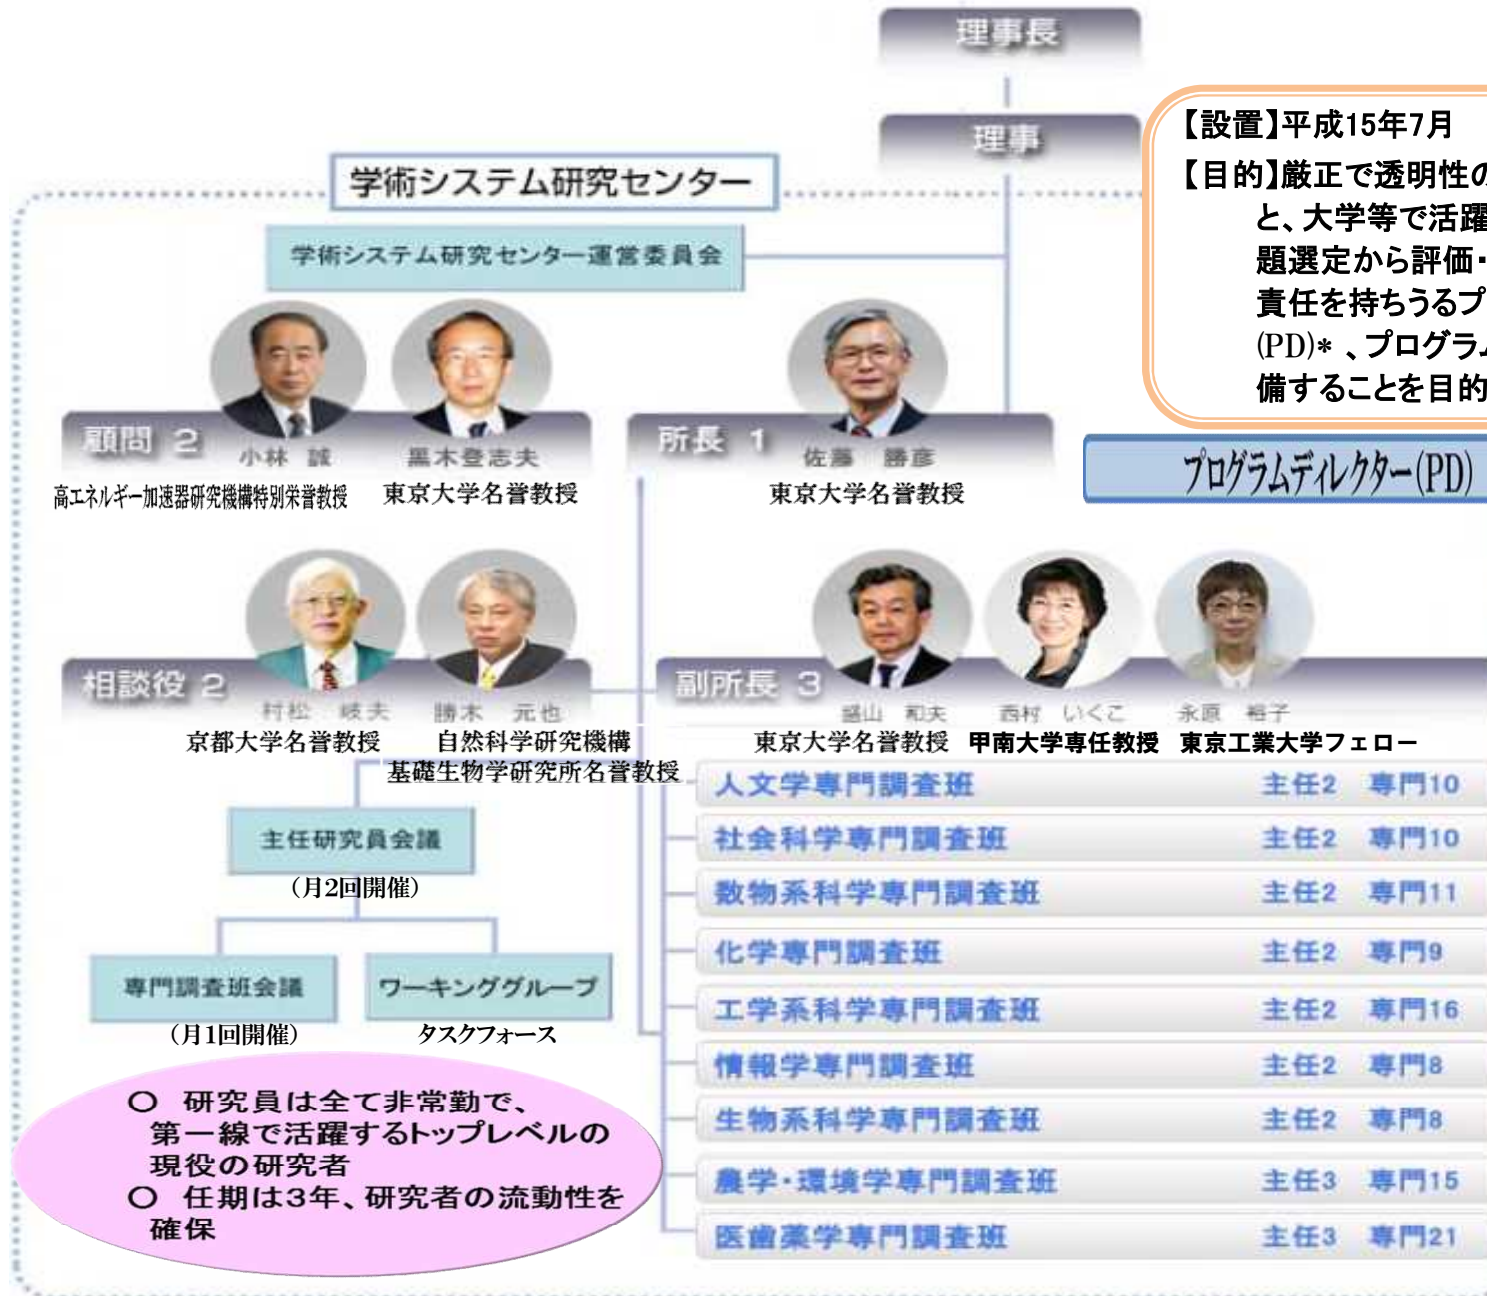 理事長
理事
【設置】平成15年7月
【目的】厳正で透明性の
と、大学等で活躍
題選定から評価・
責任を持ちうるプ
(PD)* 、プログラム
備することを目的
学術システム研究センター
学術システム研究センター運営委員会
顧問 2
小林 誠
黒木登志夫
高エネルギー加速器研究機構特別栄誉教授
東京大学名誉教授
所長 1
佐藤 勝彦
東京大学名誉教授
プログラムディレクター(PD)
相談役 2
村松 岐夫
勝木 元也
京都大学名誉教授
自然科学研究機構
基礎生物学研究所名誉教授
副所長 3
盛山 和夫
西村 いくこ
永原 裕子
東京大学名誉教授
甲南大学専任教授
東京工業大学フェロー
主任研究員会議
(月2回開催)
専門調査班会議
(月1回開催)
ワーキンググループ
タスクフォース
人文学専門調査班 主任2 専門10
社会科学専門調査班 主任2 専門10
数物系科学専門調査班 主任2 専門11
化学専門調査班 主任2 専門9
工学系科学専門調査班 主任2 専門16
情報学専門調査班 主任2 専門8
生物系科学専門調査班 主任2 専門8
農学・環境学専門調査班 主任3 専門15
医歯薬学専門調査班 主任3 専門21
○ 研究員は全て非常勤で、
第一線で活躍するトップレベルの
現役の研究者
○ 任期は3年、研究者の流動性を
確保